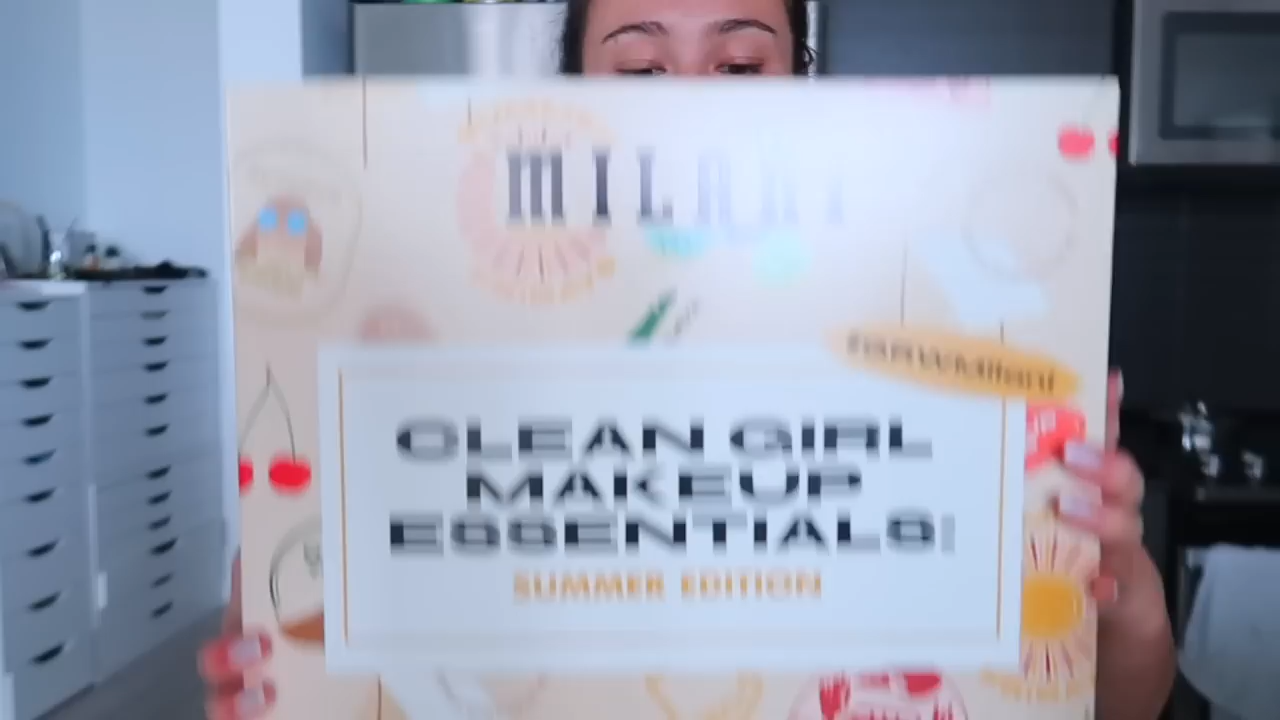 MILANI
CLEAN GIRL
MAKEUP
ESSENTIALS!
SUMMER EDITION